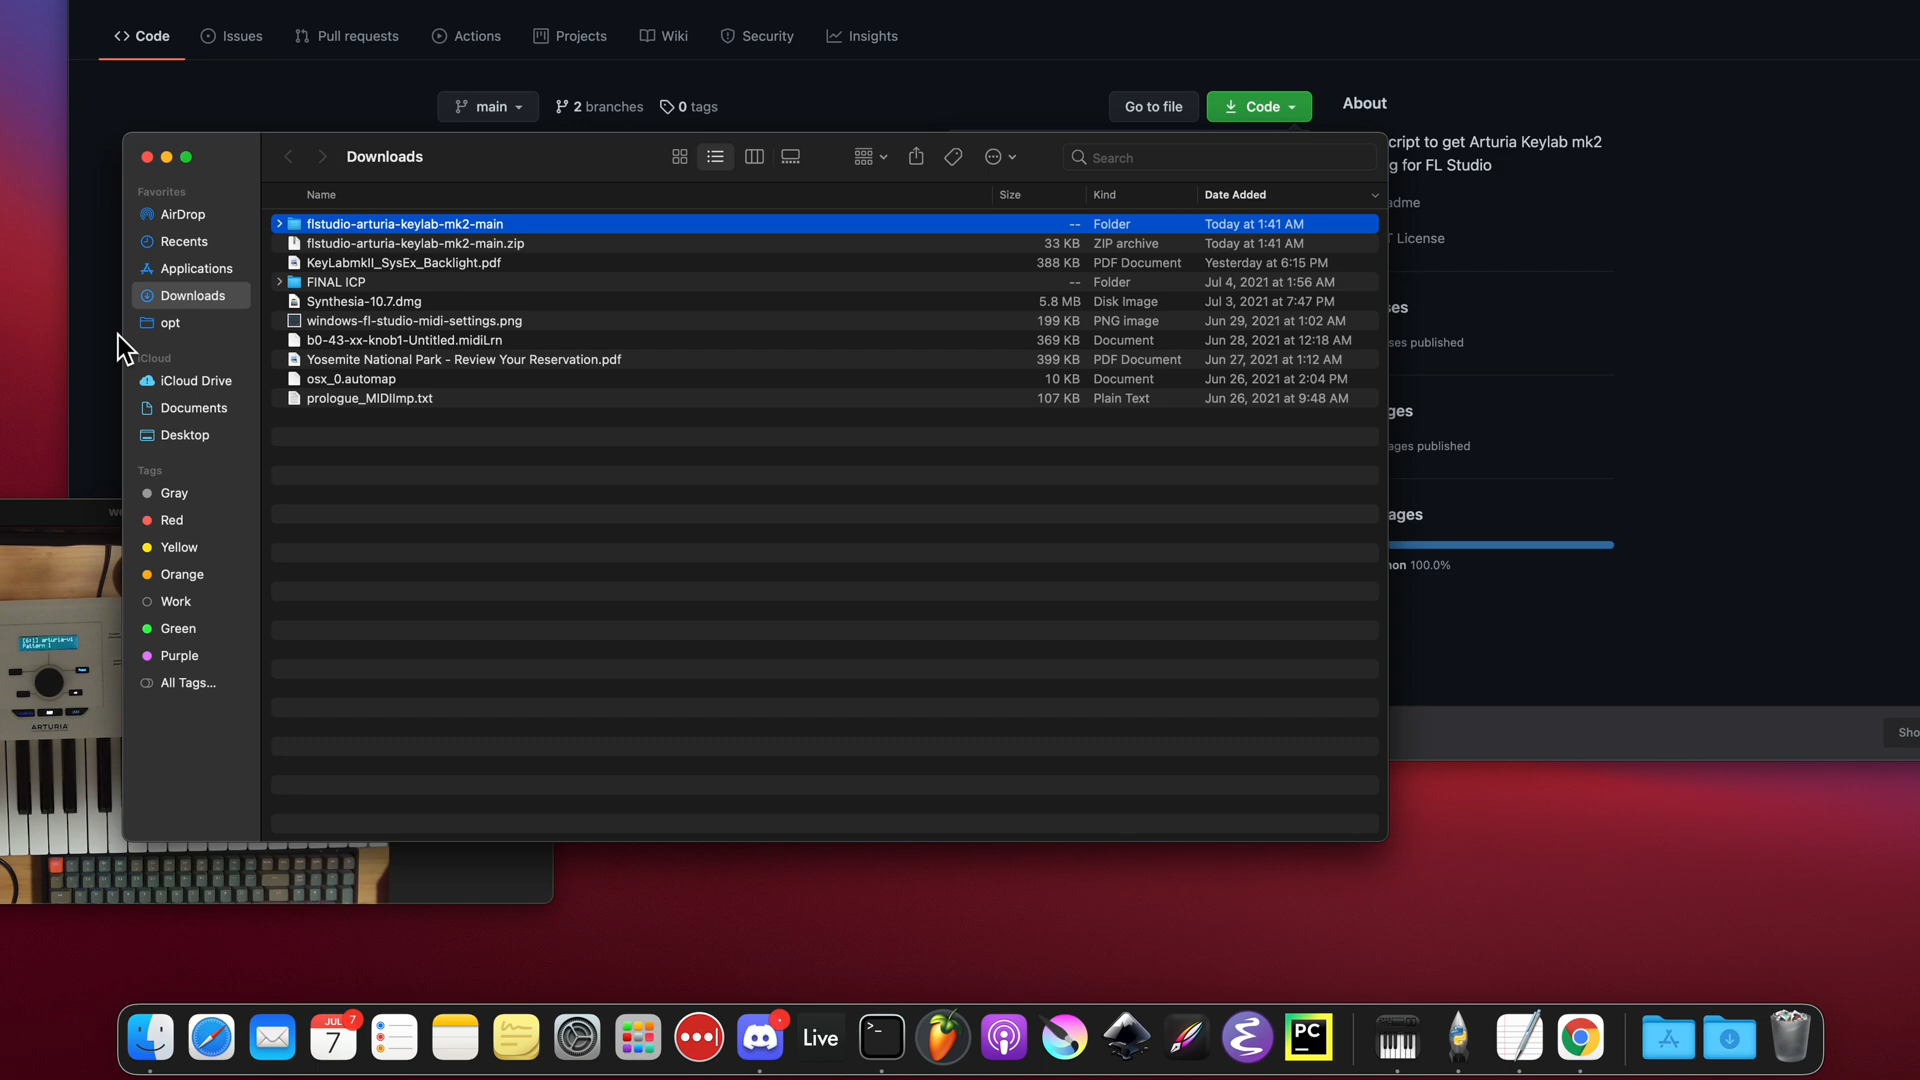 Code Issues Pull requests Actions Projects Wiki Security Insights
main 2 branches 0 tags Go to file Code About
cript to get Arturia Keylab mk2
g for FL Studio
adme
T License
es
ses published
ges
ages published
ages
on 100.0%
Downloads Search
Favorites
AirDrop
Recents
Applications
Downloads
opt
iCloud
iCloud Drive
Documents
Desktop
Tags
Gray
Red
Yellow
Orange
Work
Green
Purple
All Tags...
Name Size Kind Date Added
flstudio-arturia-keylab-mk2-main -- Folder Today at 1:41 AM
flstudio-arturia-keylab-mk2-main.zip 33 KB ZIP archive Today at 1:41 AM
KeyLabmkII_SysEx_Backlight.pdf 388 KB PDF Document Yesterday at 6:15 PM
FINAL ICP -- Folder Jul 4, 2021 at 1:56 AM
Synthesia-10.7.dmg 5.8 MB Disk Image Jul 3, 2021 at 7:47 PM
windows-fl-studio-midi-settings.png 199 KB PNG image Jun 29, 2021 at 1:02 AM
b0-43-xx-knob1-Untitled.midiLrn 369 KB Document Jun 28, 2021 at 12:18 AM
Yosemite National Park - Review Your Reservation.pdf 399 KB PDF Document Jun 27, 2021 at 1:12 AM
osx_0.automap 10 KB Document Jun 26, 2021 at 2:04 PM
prologue_MIDIImp.txt 107 KB Plain Text Jun 26, 2021 at 9:48 AM
we
Pattern 1
ARTURIA
Sho
JUL 7
7
Live
PC